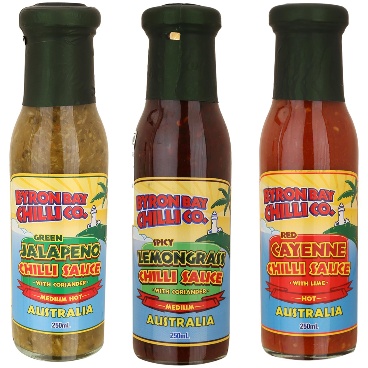 BYRON BAY
CHILLI CO.
GREEN
JALAPEÑO
CHILLI SAUCE
WITH CORIANDER
MEDIUM HOT
AUSTRALIA
250mL
BYRON BAY
CHILLI CO.
SPICY
LEMONGRASS
CHILLI SAUCE
WITH CORIANDER
MEDIUM
AUSTRALIA
250mL
BYRON BAY
CHILLI CO.
RED
CAYENNE
CHILLI SAUCE
WITH LIME
HOT
AUSTRALIA
250mL